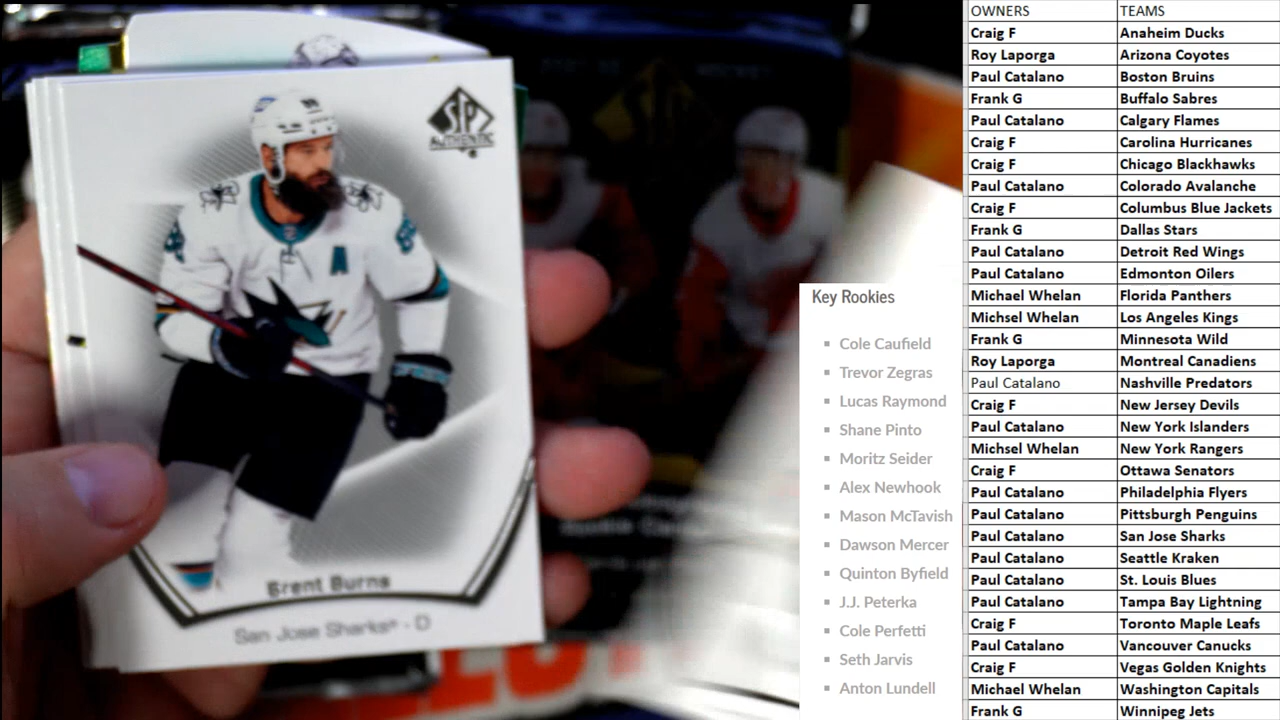 SP
AUTHENTIC
A
Brent Burns
San Jose Sharks - D
Key Rookies
Cole Caufield
Trevor Zegras
Lucas Raymond
Shane Pinto
Moritz Seider
Alex Newhook
Mason McTavish
Dawson Mercer
Quinton Byfield
J.J. Peterka
Cole Perfetti
Seth Jarvis
Anton Lundell
OWNERS TEAMS
Craig F Anaheim Ducks
Roy Laporga Arizona Coyotes
Paul Catalano Boston Bruins
Frank G Buffalo Sabres
Paul Catalano Calgary Flames
Craig F Carolina Hurricanes
Craig F Chicago Blackhawks
Paul Catalano Colorado Avalanche
Craig F Columbus Blue Jackets
Frank G Dallas Stars
Paul Catalano Detroit Red Wings
Paul Catalano Edmonton Oilers
Michael Whelan Florida Panthers
Michsel Whelan Los Angeles Kings
Frank G Minnesota Wild
Roy Laporga Montreal Canadiens
Paul Catalano Nashville Predators
Craig F New Jersey Devils
Paul Catalano New York Islanders
Michsel Whelan New York Rangers
Craig F Ottawa Senators
Paul Catalano Philadelphia Flyers
Paul Catalano Pittsburgh Penguins
Paul Catalano San Jose Sharks
Paul Catalano Seattle Kraken
Paul Catalano St. Louis Blues
Paul Catalano Tampa Bay Lightning
Craig F Toronto Maple Leafs
Paul Catalano Vancouver Canucks
Craig F Vegas Golden Knights
Michael Whelan Washington Capitals
Frank G Winnipeg Jets